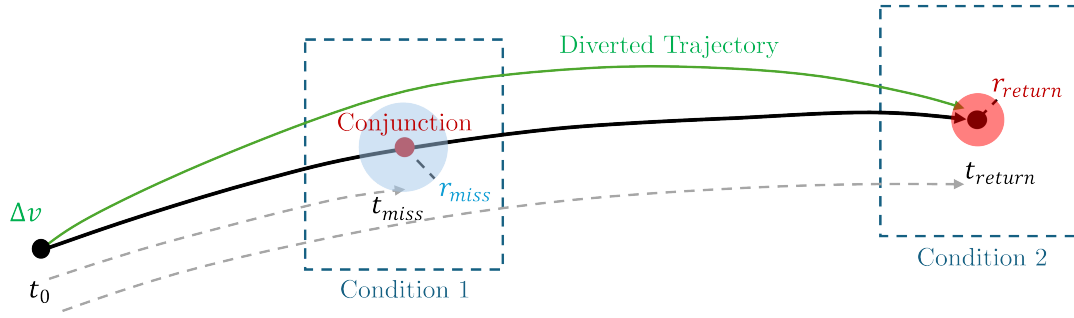 Diverted Trajectory
r_return
Conjunction
t_return
r_miss
t_miss
Δv
Condition 2
t_0
Condition 1